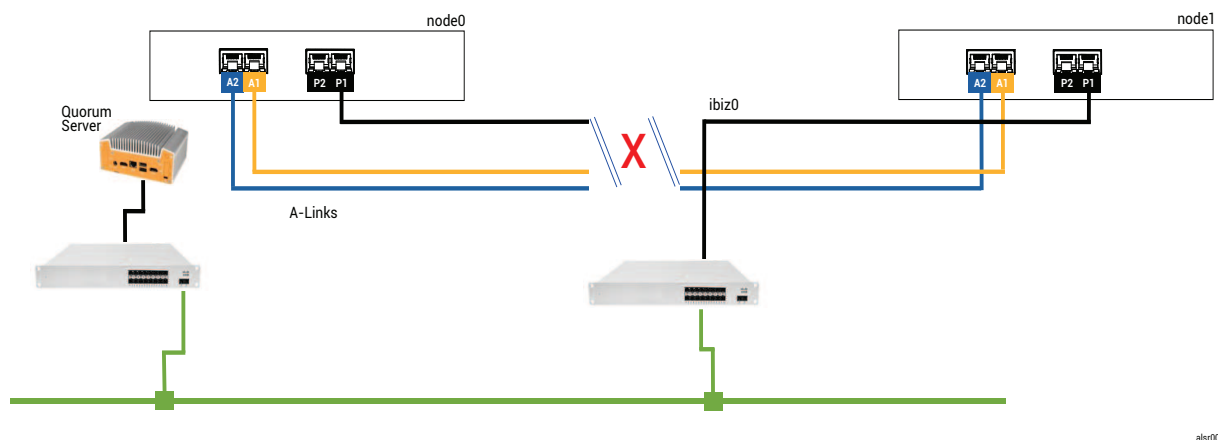 node0
node1
A2 A1 P2 P1
A2 A1 P2 P1
Quorum
Server
ibiz0
X
A-Links